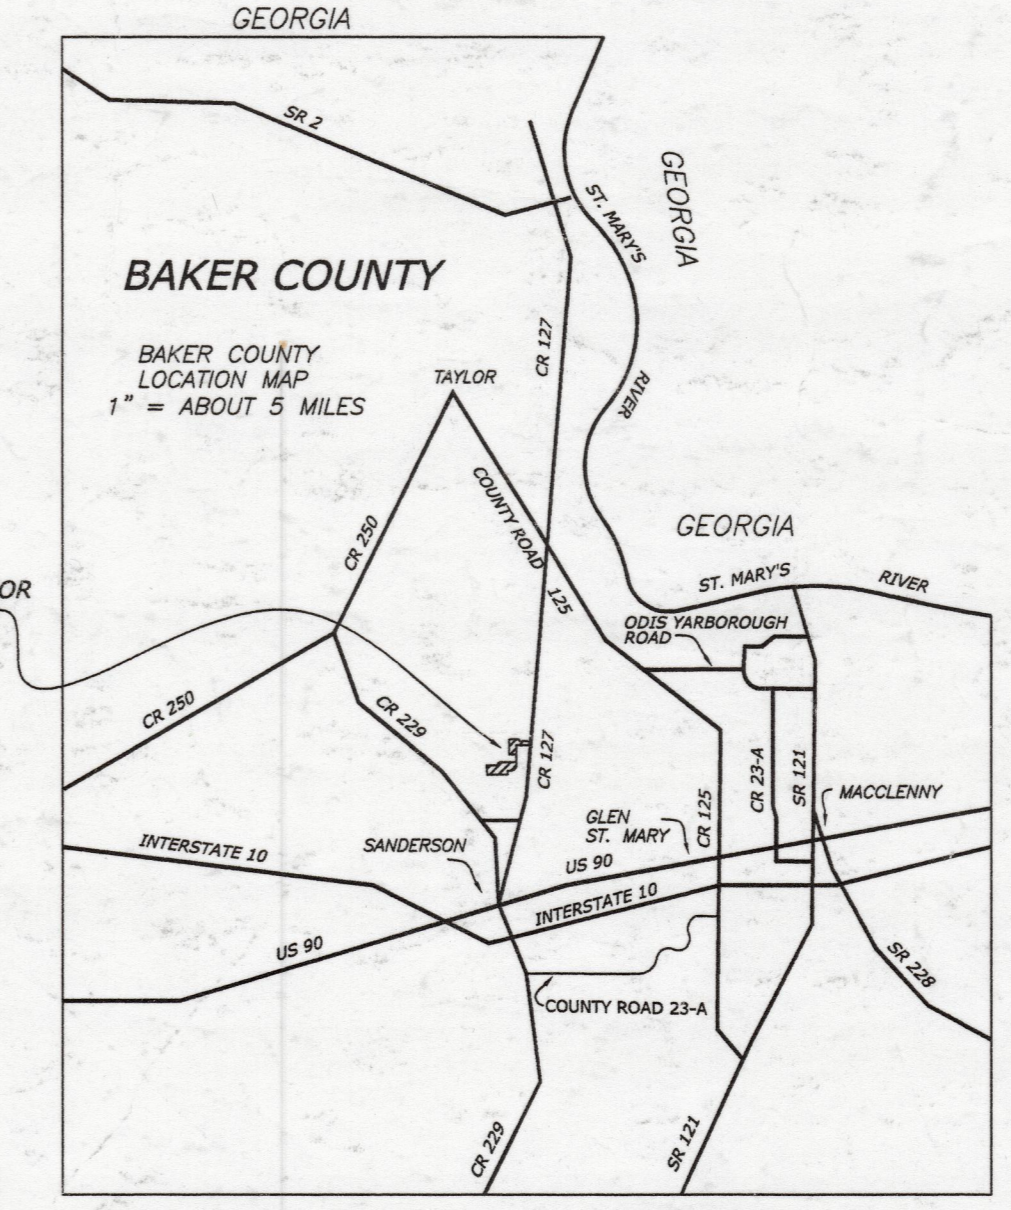 GEORGIA
SR 2
GEORGIA
ST. MARY'S
BAKER COUNTY
CR 127
BAKER COUNTY
LOCATION MAP
1" = ABOUT 5 MILES
TAYLOR
RIVER
COUNTY ROAD 125
CR 250
GEORGIA
ST. MARY'S
RIVER
OR
ODIS YARBOROUGH
ROAD
CR 250
CR 229
CR 127
CR 23-A
SR 121
CR 125
MACCLENNY
GLEN
ST. MARY
INTERSTATE 10
SANDERSON
US 90
INTERSTATE 10
US 90
SR 228
COUNTY ROAD 23-A
CR 229
SR 121